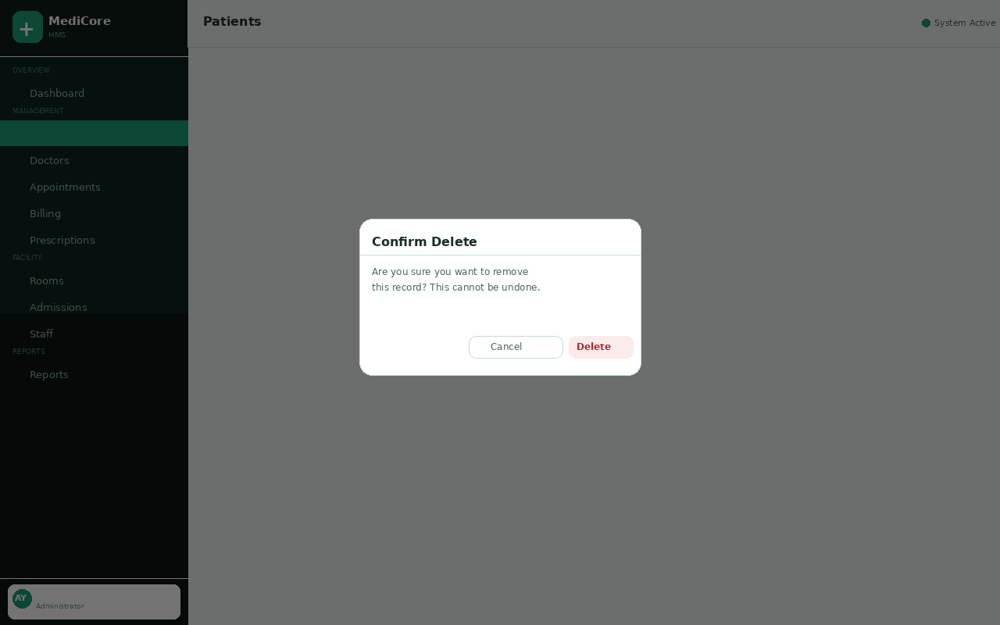 +
MediCore
HMS
Patients
System Active
OVERVIEW
Dashboard
MANAGEMENT
Doctors
Appointments
Billing
Prescriptions
FACILITY
Rooms
Admissions
Staff
REPORTS
Reports
Confirm Delete
Are you sure you want to remove
this record? This cannot be undone.
Cancel
Delete
AY
Administrator